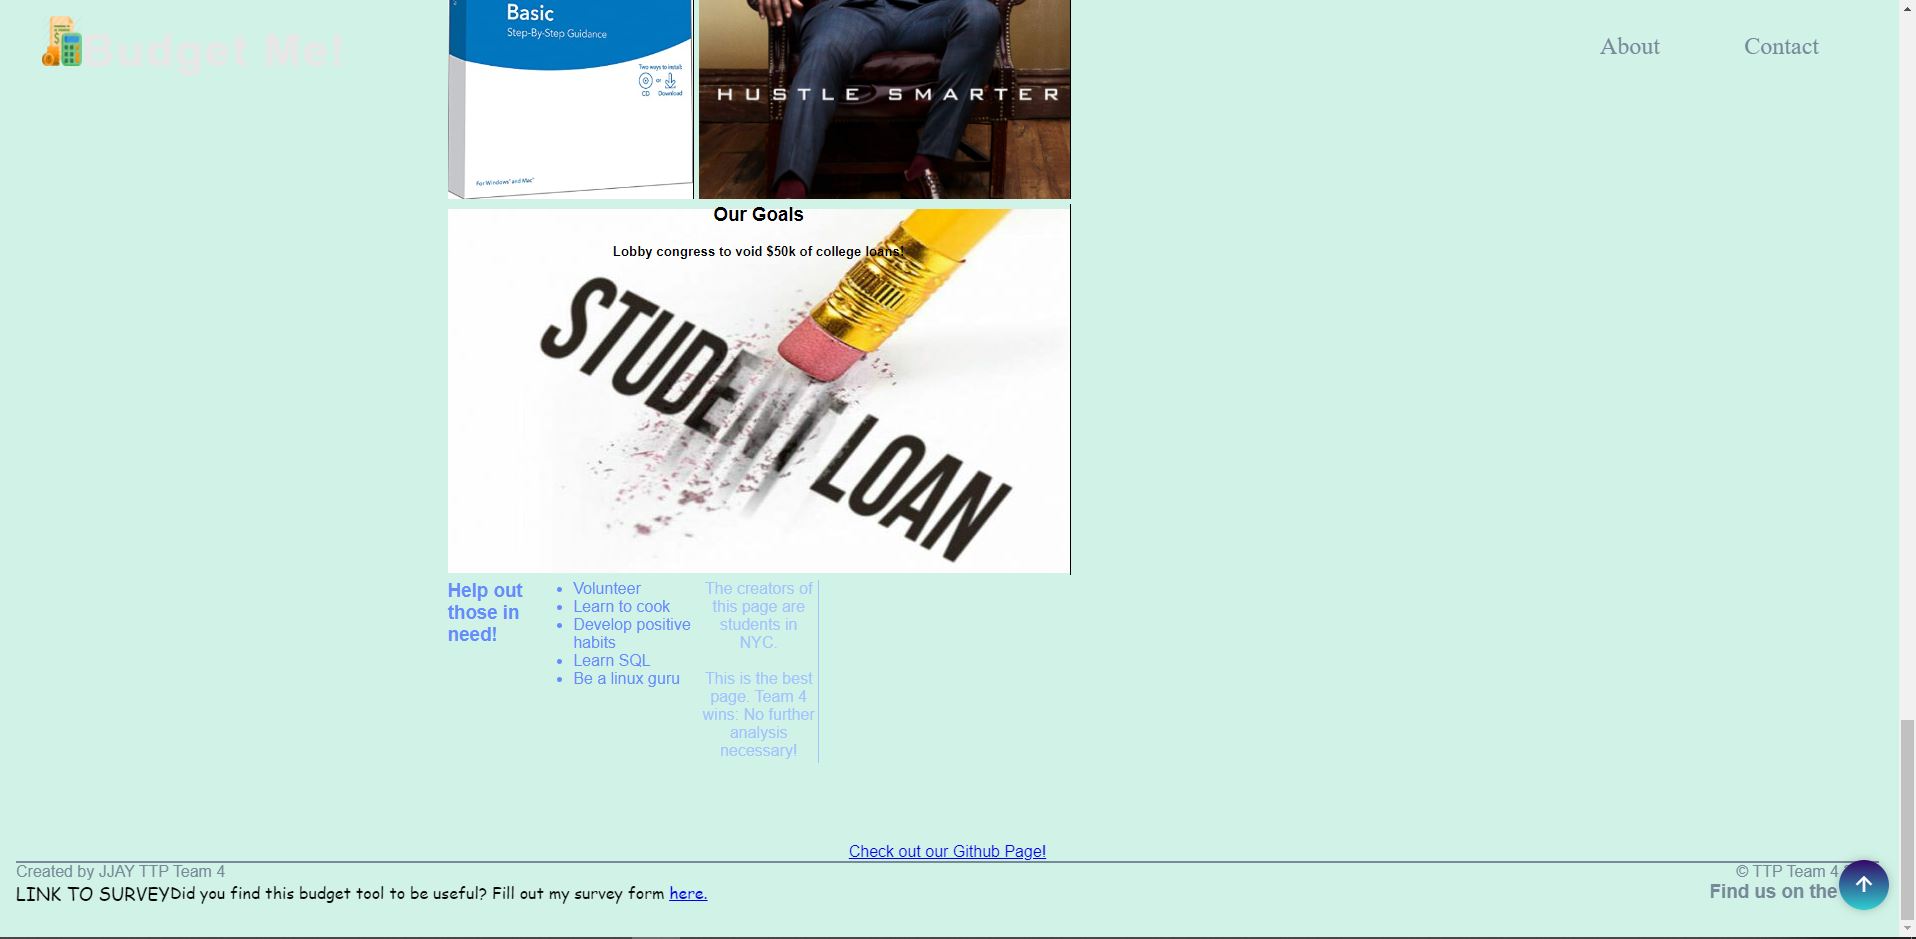 Budget Me!
About
Contact
Basic
Step-By-Step Guidance
Two ways to install:
or
CD
Download
For Windows® and Mac®
HUSTLE SMARTER
Our Goals
Lobby congress to void $50k of college loans!
STUDENT LOAN
Help out
those in
need!
• Volunteer
• Learn to cook
• Develop positive
habits
• Learn SQL
• Be a linux guru
The creators of
this page are
students in
NYC.
This is the best
page. Team 4
wins: No further
analysis
necessary!
Check out our Github Page!
Created by JJAY TTP Team 4
© TTP Team 4
LINK TO SURVEYDid you find this budget tool to be useful? Fill out my survey form here.
Find us on the